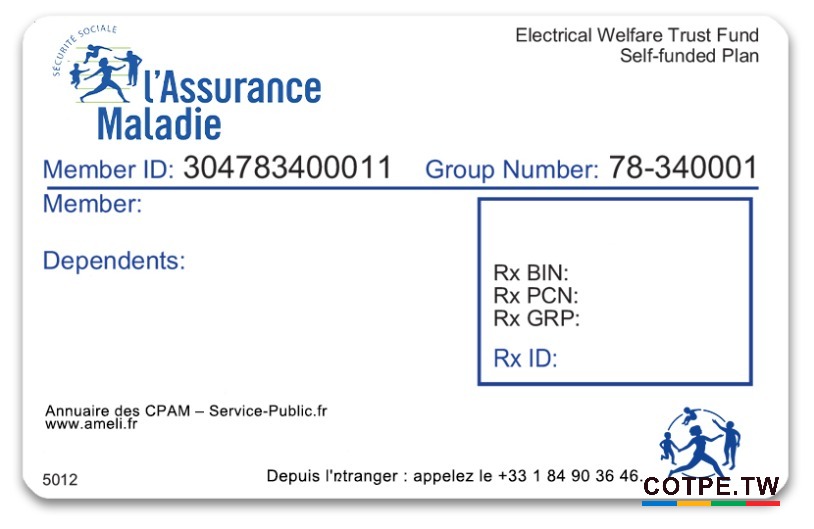 SÉCURITÉ SOCIALE
l'Assurance
Maladie
Electrical Welfare Trust Fund
Self-funded Plan
Member ID: 304783400011
Group Number: 78-340001
Member:
Dependents:
Rx BIN:
Rx PCN:
Rx GRP:
Rx ID:
Annuaire des CPAM – Service-Public.fr
www.ameli.fr
5012
Depuis l'ntranger : appelez le +33 1 84 90 36 46.
COTPE.TW